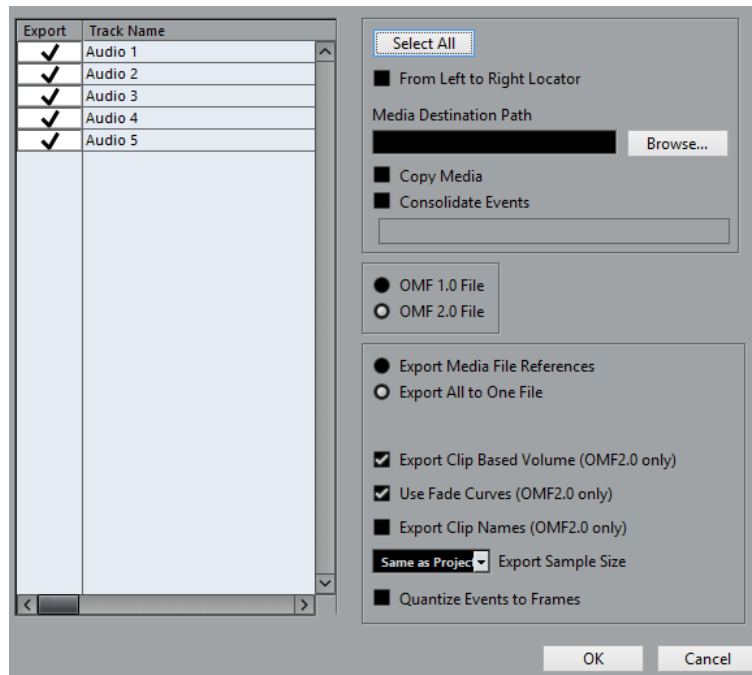 Export Track Name
Audio 1
Audio 2
Audio 3
Audio 4
Audio 5
Select All
From Left to Right Locator
Media Destination Path
Browse...
Copy Media
Consolidate Events
OMF 1.0 File
OMF 2.0 File
Export Media File References
Export All to One File
Export Clip Based Volume (OMF2.0 only)
Use Fade Curves (OMF2.0 only)
Export Clip Names (OMF2.0 only)
Same as Project Export Sample Size
Quantize Events to Frames
OK Cancel